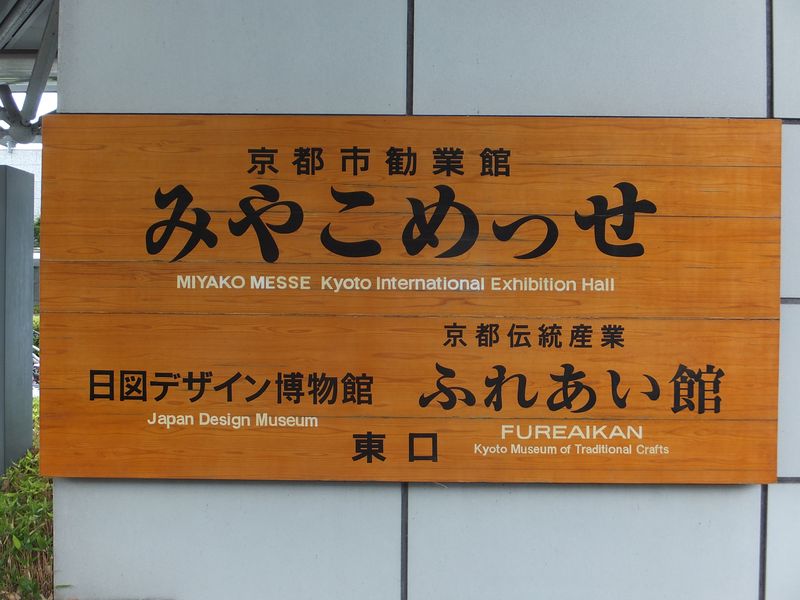 京都市勧業館
みやこめっせ
MIYAKO MESSE Kyoto International Exhibition Hall
日図デザイン博物館
Japan Design Museum
京都伝統産業
ふれあい館
FUREAIKAN
Kyoto Museum of Traditional Crafts
東口